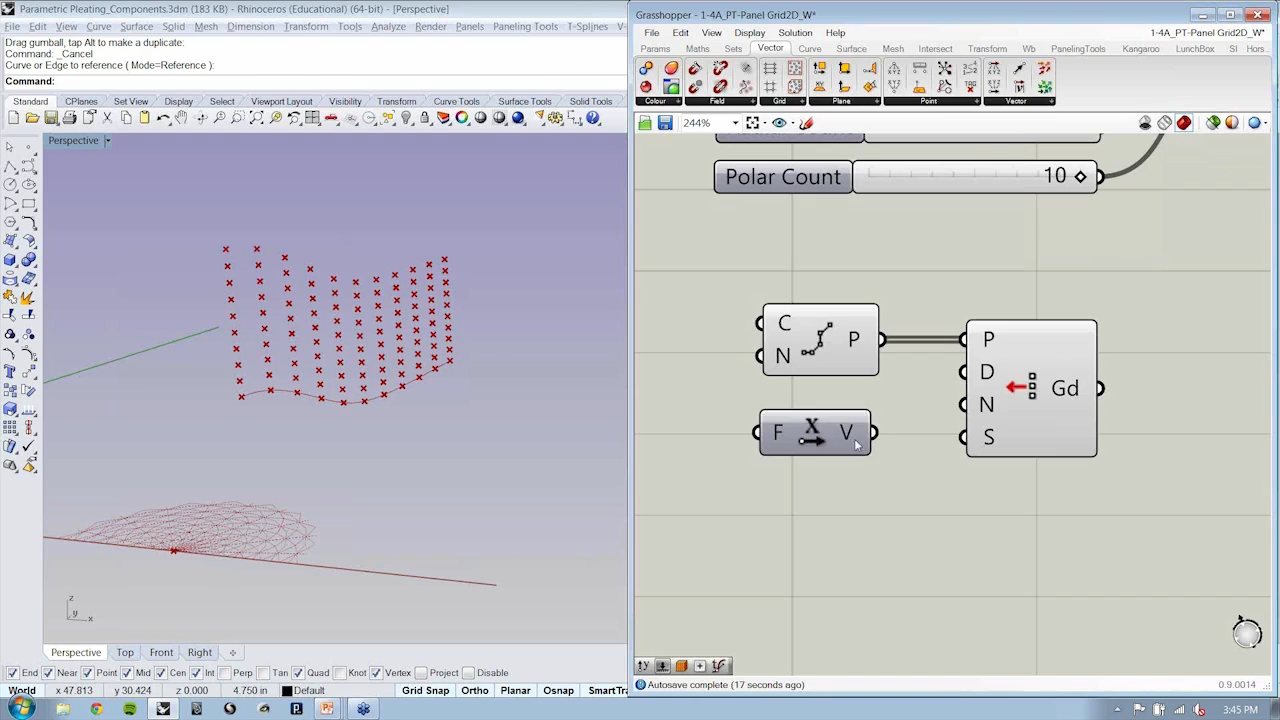 Parametric Pleating_Components.3dm (183 KB) - Rhinoceros (Educational) (64-bit) - [Perspective]
File Edit View Curve Surface Solid Mesh Dimension Transform Tools Analyze Render Panels T-Splines
Drag gumball, tap Alt to make a duplicate.
Command: _Cancel
Curve or Edge to reference ( Mode=Reference ):
Command:
Standard CPlanes Set View Display Select Viewport Layout Visibility Transform Curve Tools Surface Tools Solid Tools
Perspective
z
y
x
Perspective Top Front Right
End Near Point Mid Cen Int Perp Tan Quad Knot Vertex Project Disable
World x 47.813 y 30.424 z 0.000 4.750 in Default Grid Snap Ortho Planar Osnap SmartTra
Grasshopper - 1-4A_PT-Panel Grid2D_W*
File Edit View Display Solution Help 1-4A_PT-Panel Grid2D_W*
Params Maths Sets Vector Curve Surface Mesh Intersect Transform Wb PanelingTools Kangaroo LunchBox SI Hors
Colour Field Grid Plane Point Vector
244%
Polar Count 10
C
N
P
F X V
P
D
N
S
Gd
Autosave complete (17 seconds ago) 0.9.0014
3:45 PM